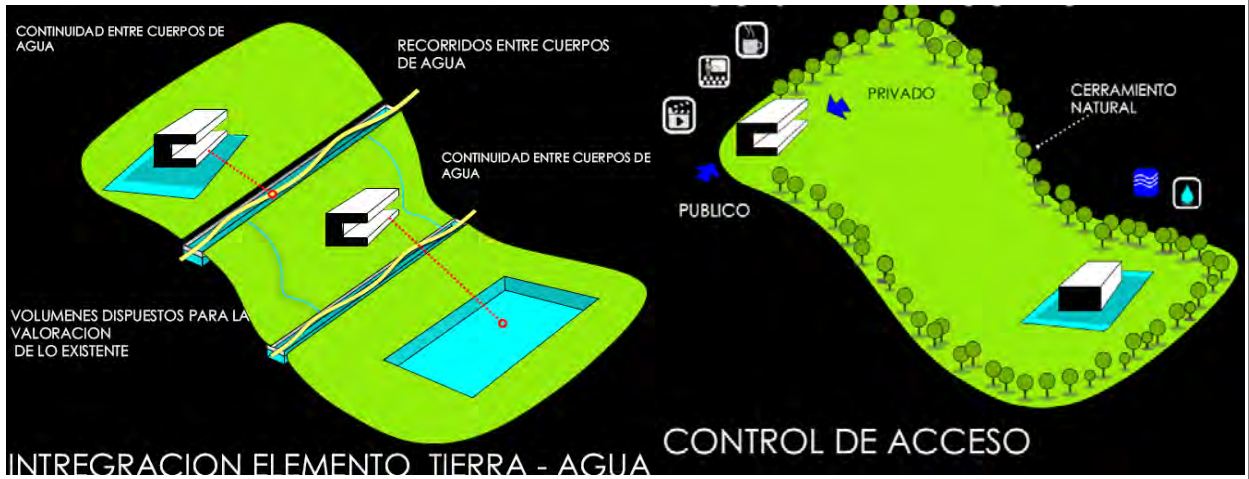 CONTINUIDAD ENTRE CUERPOS DE
AGUA
RECORRIDOS ENTRE CUERPOS
DE AGUA
CONTINUIDAD ENTRE CUERPOS DE
AGUA
VOLUMENES DISPUESTOS PARA LA
VALORACION
DE LO EXISTENTE
INTREGRACION ELEMENTO TIERRA - AGUA
PRIVADO
CERRAMIENTO
NATURAL
PUBLICO
CONTROL DE ACCESO